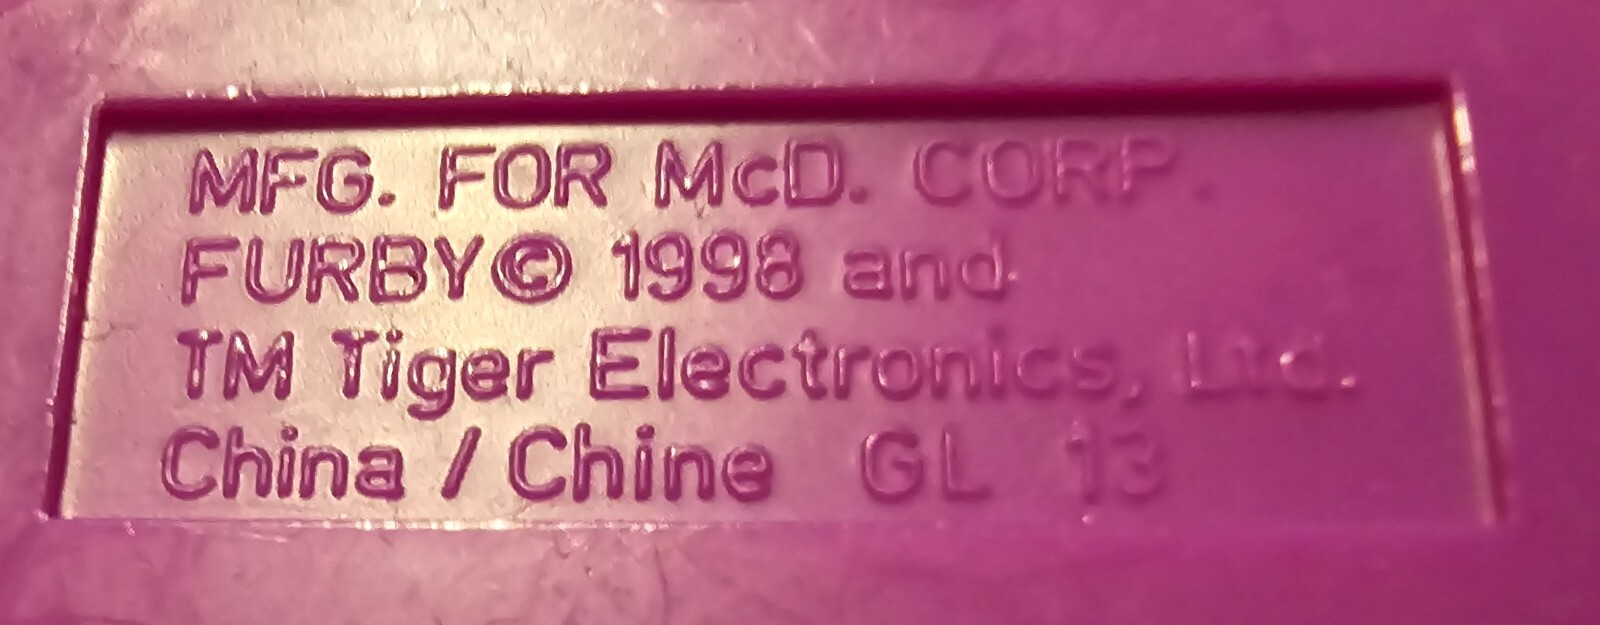 MFG. FOR McD. CORP.
FURBY© 1998 and
TM Tiger Electronics, Ltd.
China / Chine GL 13